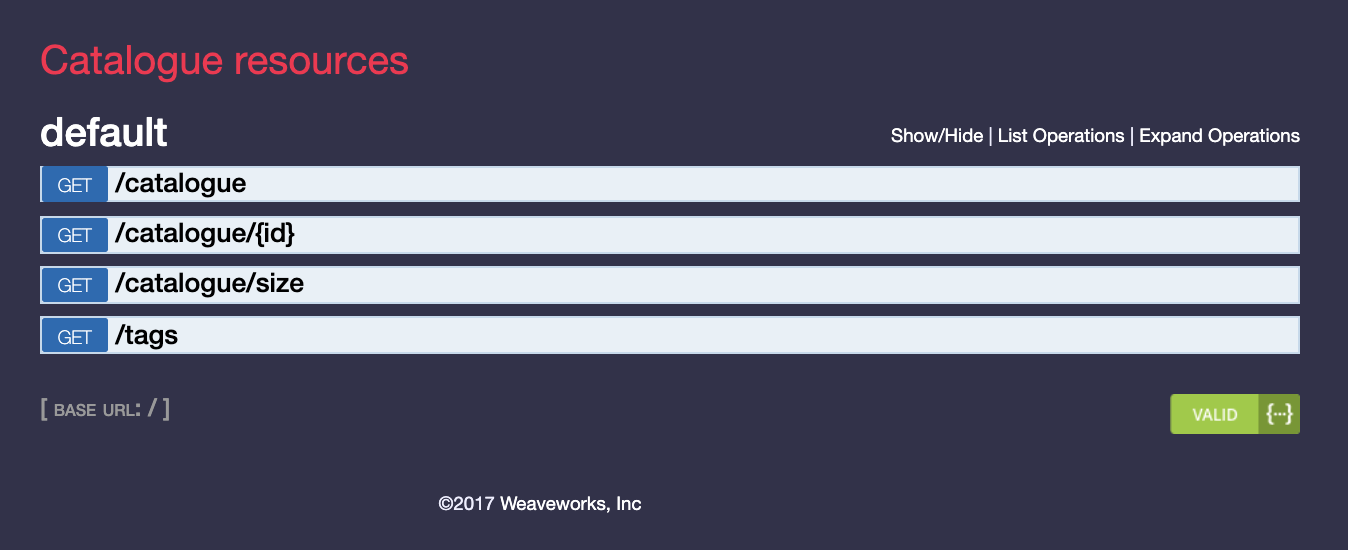 Catalogue resources
default
Show/Hide | List Operations | Expand Operations
GET /catalogue
GET /catalogue/{id}
GET /catalogue/size
GET /tags
[ BASE URL: / ]
VALID {···}
©2017 Weaveworks, Inc